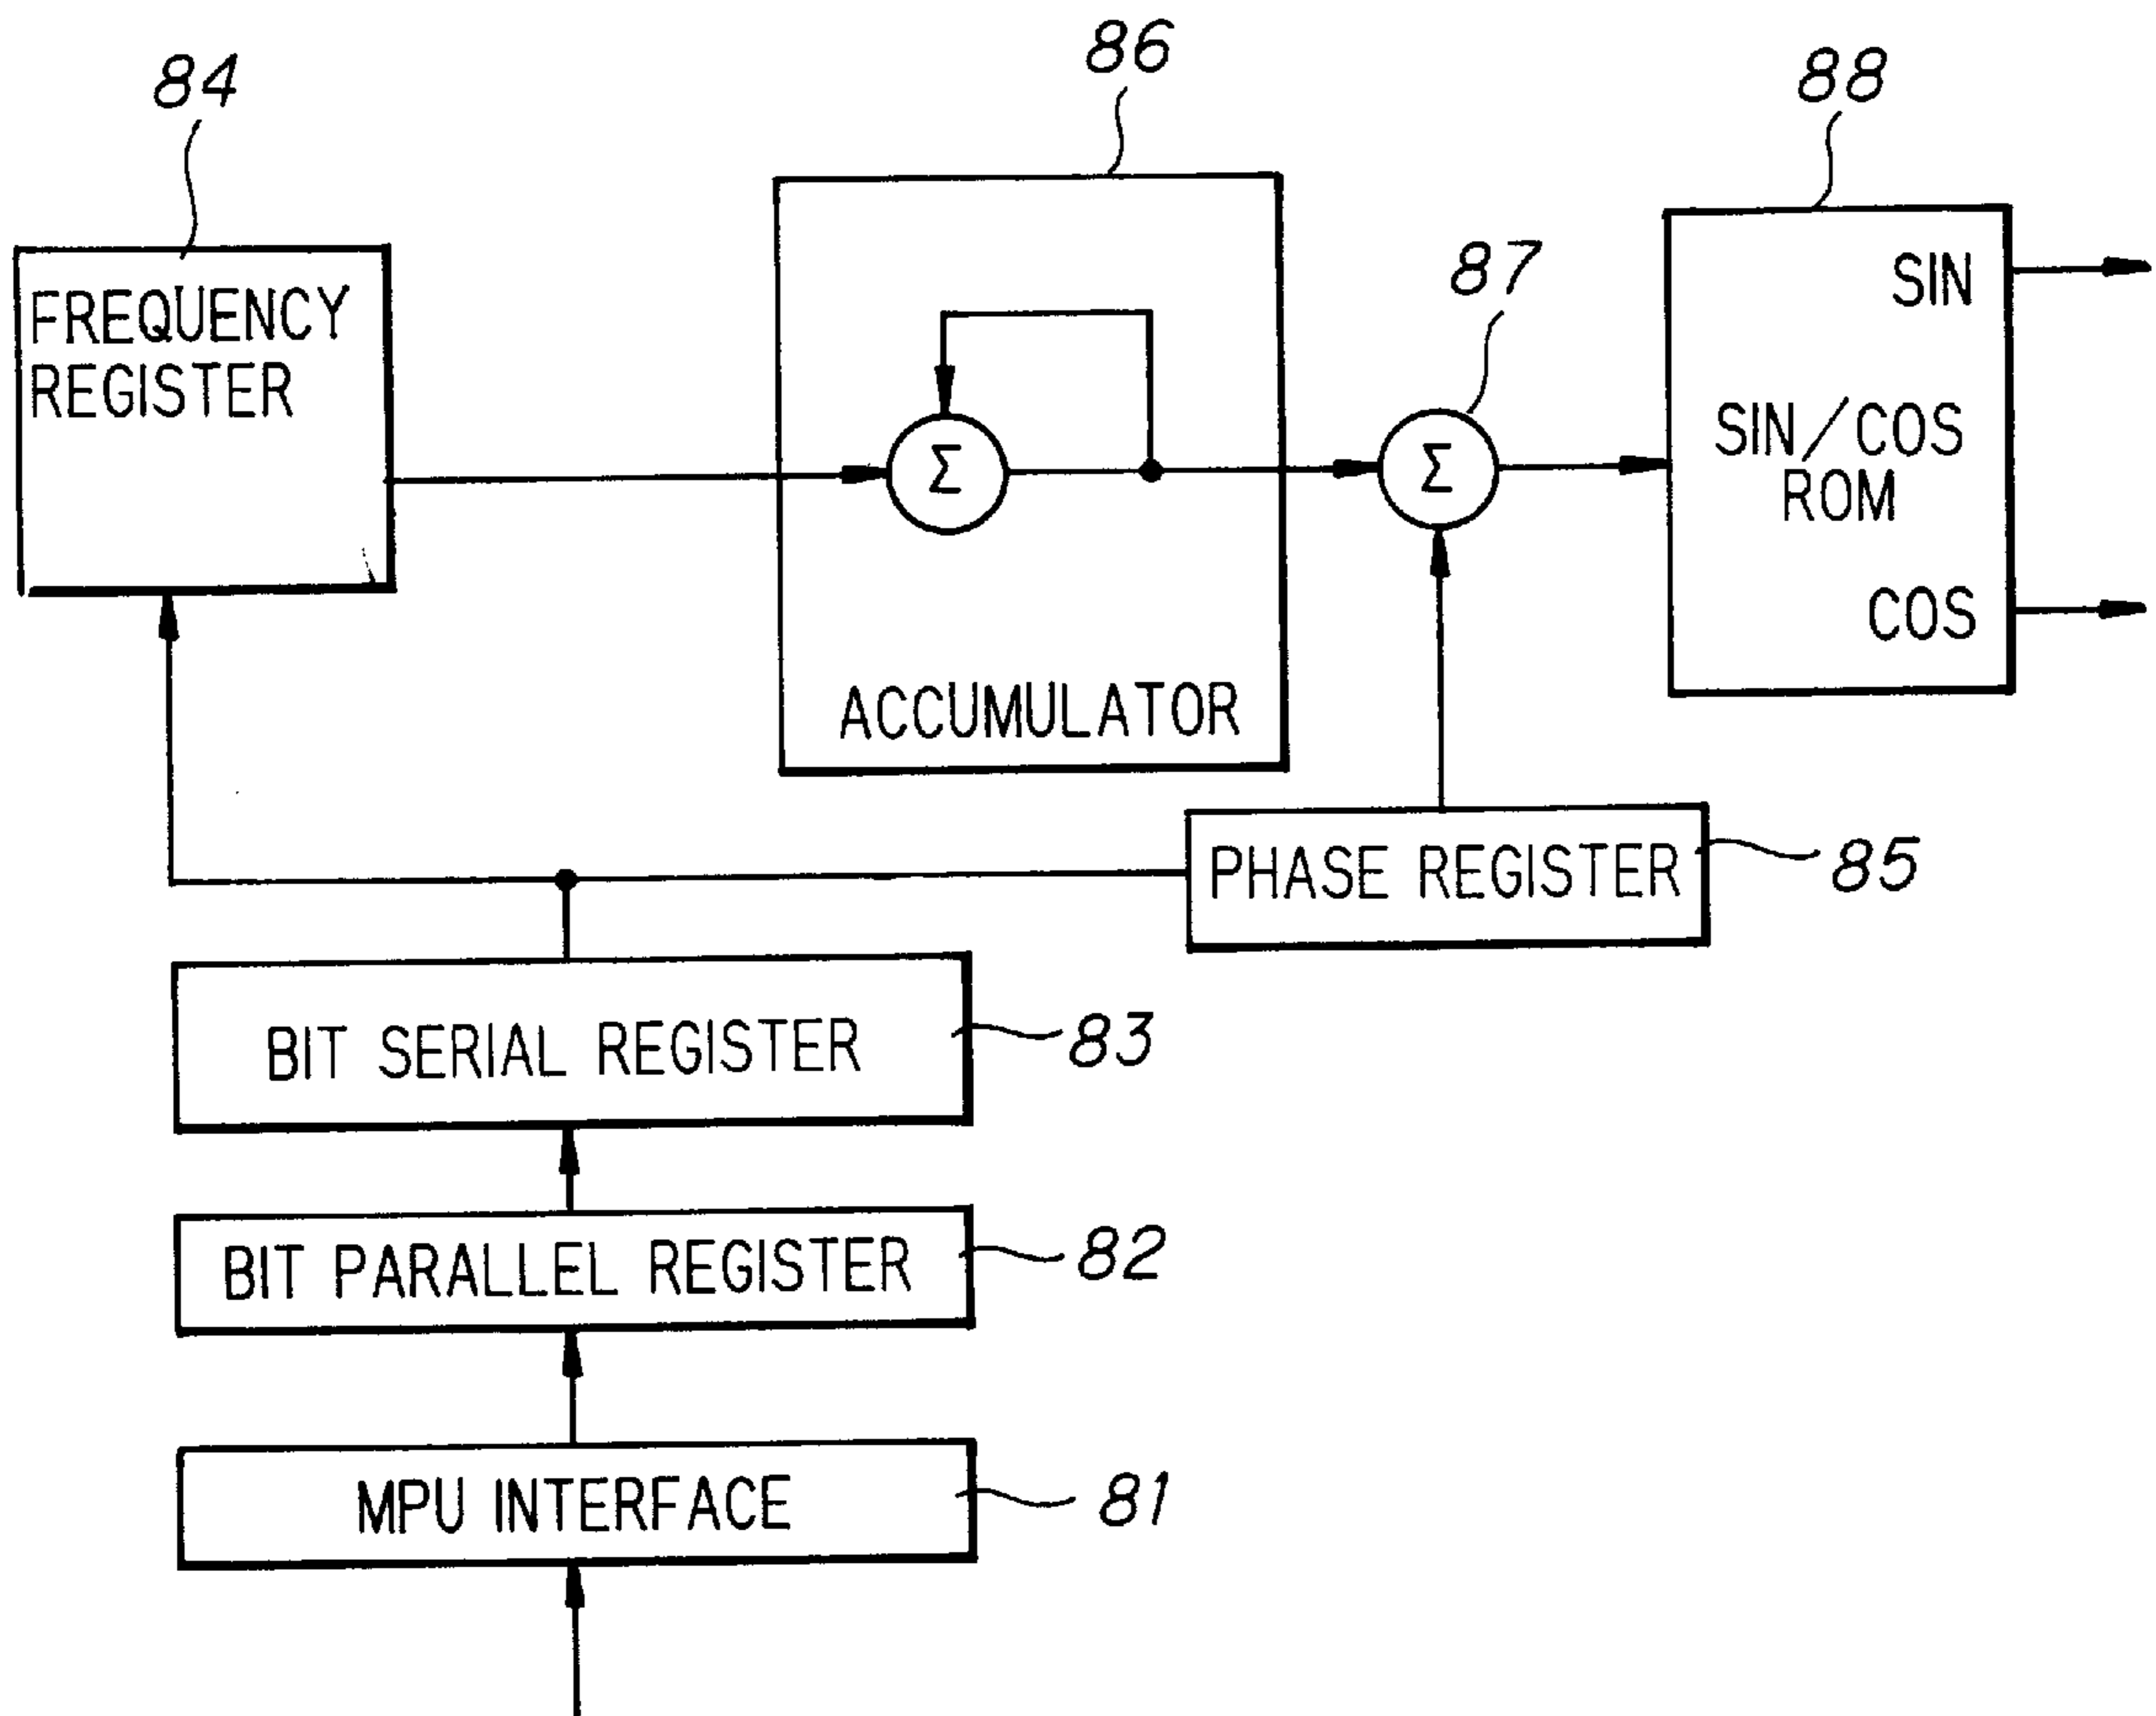 84
86
88
FREQUENCY
REGISTER
87
Σ
Σ
SIN
SIN/COS
ROM
COS
ACCUMULATOR
PHASE REGISTER
85
BIT SERIAL REGISTER
83
BIT PARALLEL REGISTER
82
MPU INTERFACE
81